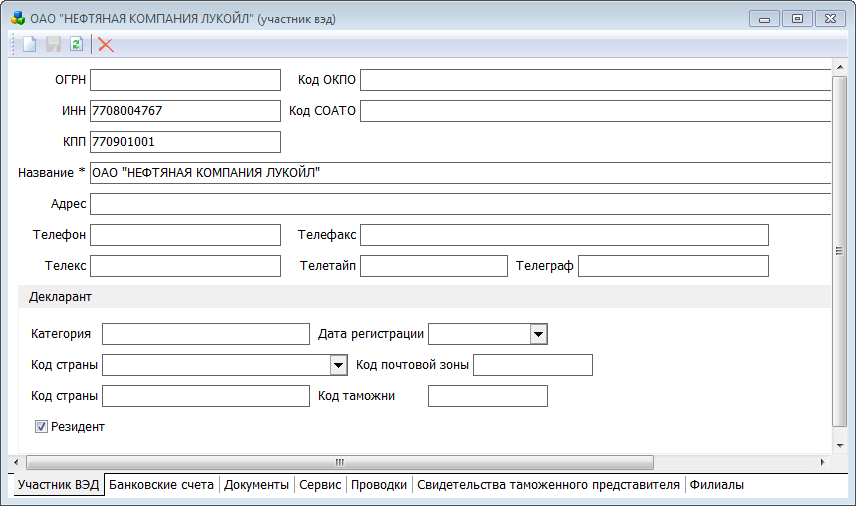 ОАО "НЕФТЯНАЯ КОМПАНИЯ ЛУКОЙЛ" (участник вэд)
ОГРН Код ОКПО
ИНН 7708004767 Код СОАТО
КПП 770901001
Название * ОАО "НЕФТЯНАЯ КОМПАНИЯ ЛУКОЙЛ"
Адрес
Телефон Телефакс
Телекс Телетайп Телеграф
Декларант
Категория Дата регистрации
Код страны Код почтовой зоны
Код страны Код таможни
Резидент
Участник ВЭД Банковские счета Документы Сервис Проводки Свидетельства таможенного представителя Филиалы